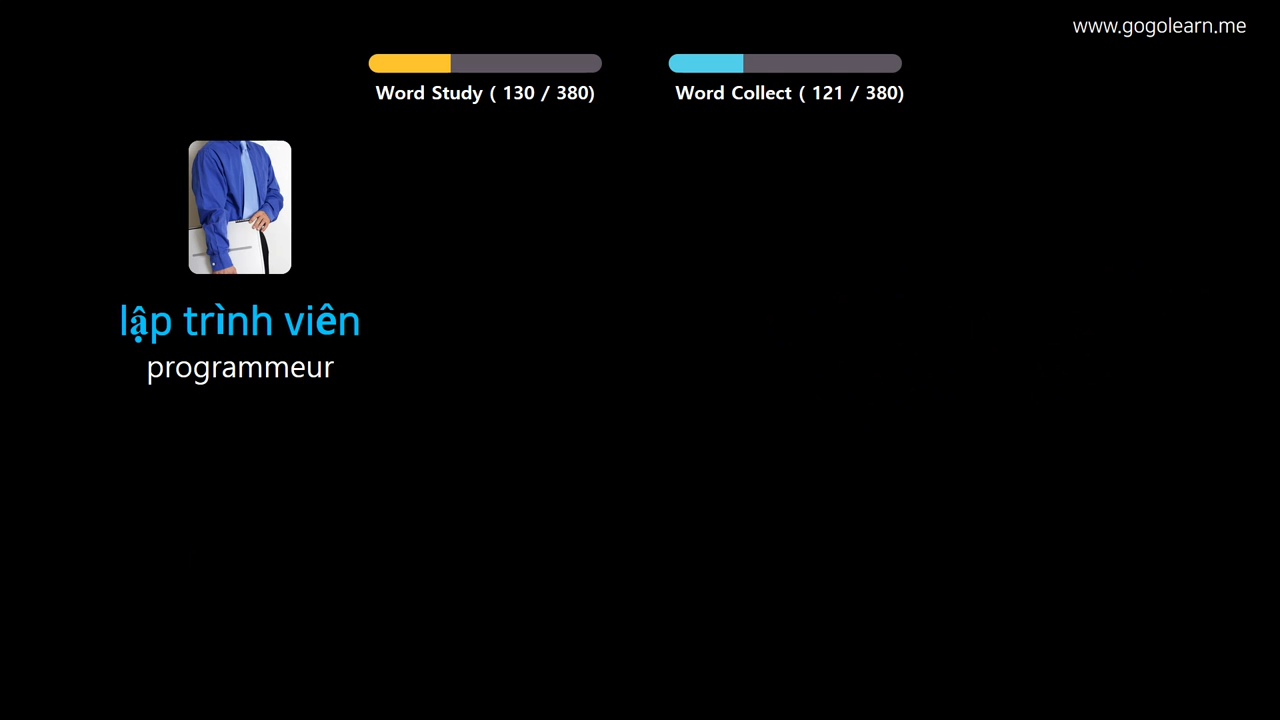 www.gogolearn.me
Word Study ( 130 / 380)
Word Collect ( 121 / 380)
lập trình viên
programmeur